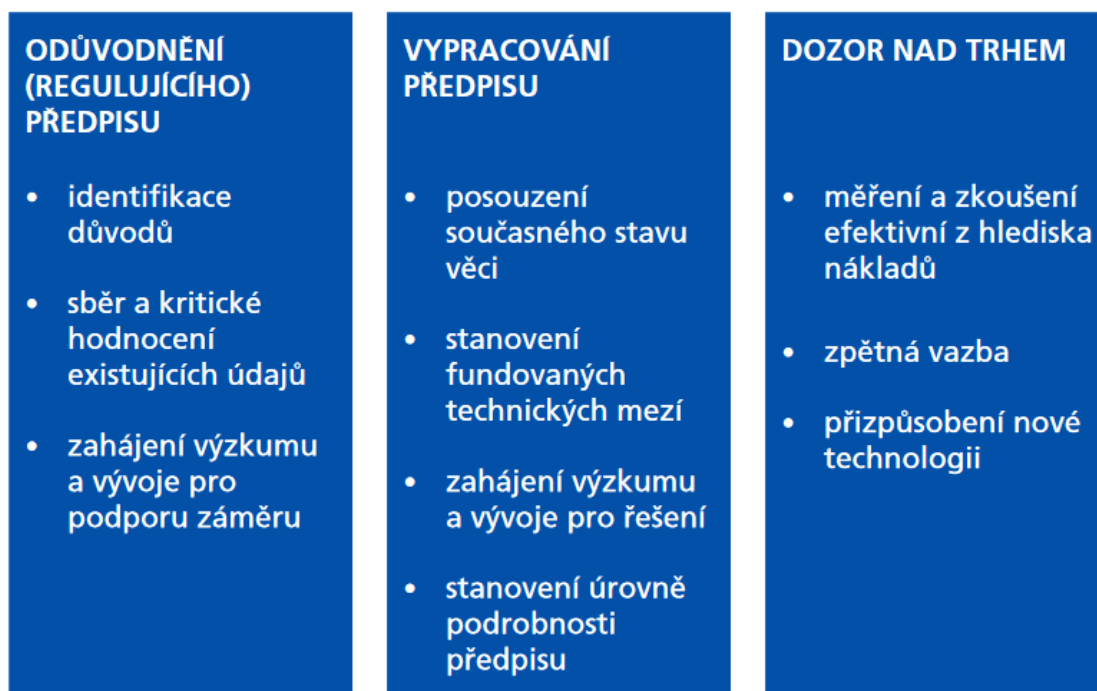 ODŮVODNĚNÍ
(REGULUJÍCÍHO)
PŘEDPISU
• identifikace
důvodů
• sběr a kritické
hodnocení
existujících údajů
• zahájení výzkumu
a vývoje pro
podporu záměru
VYPRACOVÁNÍ
PŘEDPISU
• posouzení
současného stavu
věci
• stanovení
fundovaných
technických mezí
• zahájení výzkumu
a vývoje pro řešení
• stanovení úrovně
podrobnosti
předpisu
DOZOR NAD TRHEM
• měření a zkoušení
efektivní z hlediska
nákladů
• zpětná vazba
• přizpůsobení nové
technologii